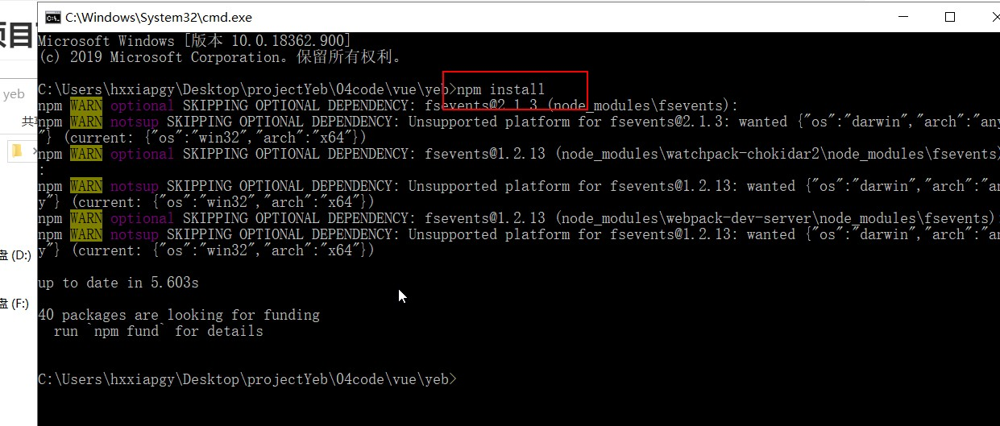 C:\Windows\System32\cmd.exe
Microsoft Windows [版本 10.0.18362.900]
(c) 2019 Microsoft Corporation。保留所有权利。
C:\Users\hxxiapgy\Desktop\projectYeb\04code\vue\yeb>npm install
npm WARN optional SKIPPING OPTIONAL DEPENDENCY: fsevents@2.1.3 (node_modules\fsevents):
npm WARN notsup SKIPPING OPTIONAL DEPENDENCY: Unsupported platform for fsevents@2.1.3: wanted {"os":"darwin","arch":"any
"} (current: {"os":"win32","arch":"x64"})
npm WARN optional SKIPPING OPTIONAL DEPENDENCY: fsevents@1.2.13 (node_modules\watchpack-chokidar2\node_modules\fsevents)
:
npm WARN notsup SKIPPING OPTIONAL DEPENDENCY: Unsupported platform for fsevents@1.2.13: wanted {"os":"darwin","arch":"an
y"} (current: {"os":"win32","arch":"x64"})
npm WARN optional SKIPPING OPTIONAL DEPENDENCY: fsevents@1.2.13 (node_modules\webpack-dev-server\node_modules\fsevents):
npm WARN notsup SKIPPING OPTIONAL DEPENDENCY: Unsupported platform for fsevents@1.2.13: wanted {"os":"darwin","arch":"an
y"} (current: {"os":"win32","arch":"x64"})
up to date in 5.603s
40 packages are looking for funding
run `npm fund` for details
C:\Users\hxxiapgy\Desktop\projectYeb\04code\vue\yeb>
项目
yeb
共
盘 (D:)
盘 (F:)